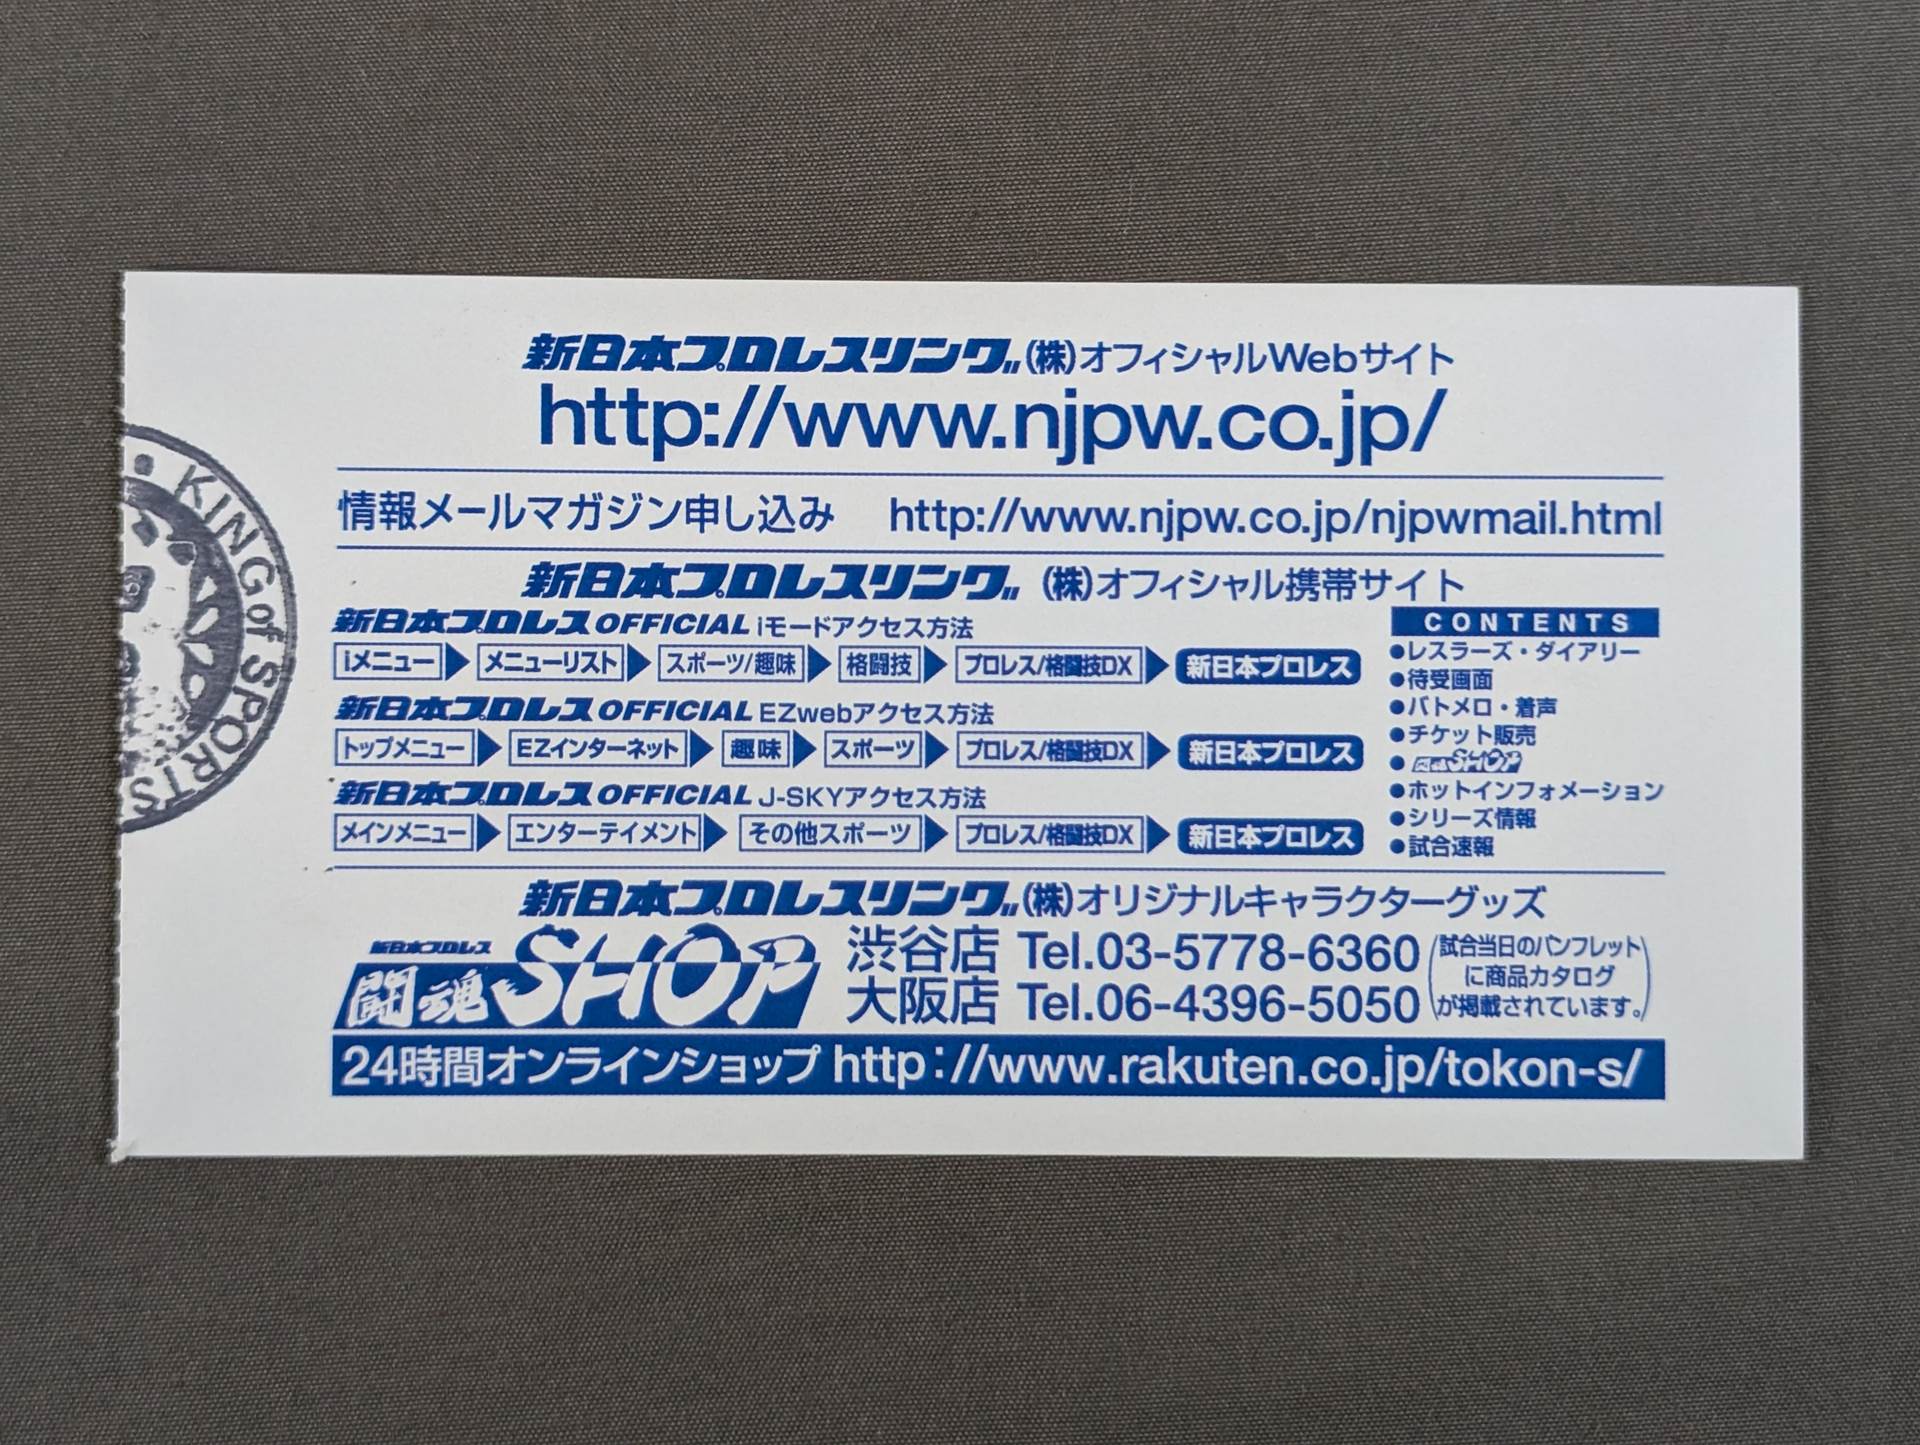 新日本プロレスリング(株)オフィシャルWebサイト
http://www.njpw.co.jp/
情報メールマガジン申し込み http://www.njpw.co.jp/njpwmail.html
新日本プロレスリング(株)オフィシャル携帯サイト
新日本プロレスOFFICIAL iモードアクセス方法
iメニュー メニューリスト スポーツ/趣味 格闘技 プロレス/格闘技DX 新日本プロレス
新日本プロレスOFFICIAL EZwebアクセス方法
トップメニュー EZインターネット 趣味 スポーツ プロレス/格闘技DX 新日本プロレス
新日本プロレスOFFICIAL J-SKYアクセス方法
メインメニュー エンターテイメント その他スポーツ プロレス/格闘技DX 新日本プロレス
CONTENTS
●レスラーズ・ダイアリー
●待受画面
●バトメロ・着声
●チケット販売
●闘魂SHOP
●ホットインフォメーション
●シリーズ情報
●試合速報
新日本プロレスリング(株)オリジナルキャラクターグッズ
新日本プロレス
闘魂SHOP
渋谷店 Tel.03-5778-6360
大阪店 Tel.06-4396-5050
(試合当日のパンフレット
に商品カタログ
が掲載されています。)
24時間オンラインショップ http://www.rakuten.co.jp/tokon-s/
KING of SPORTS